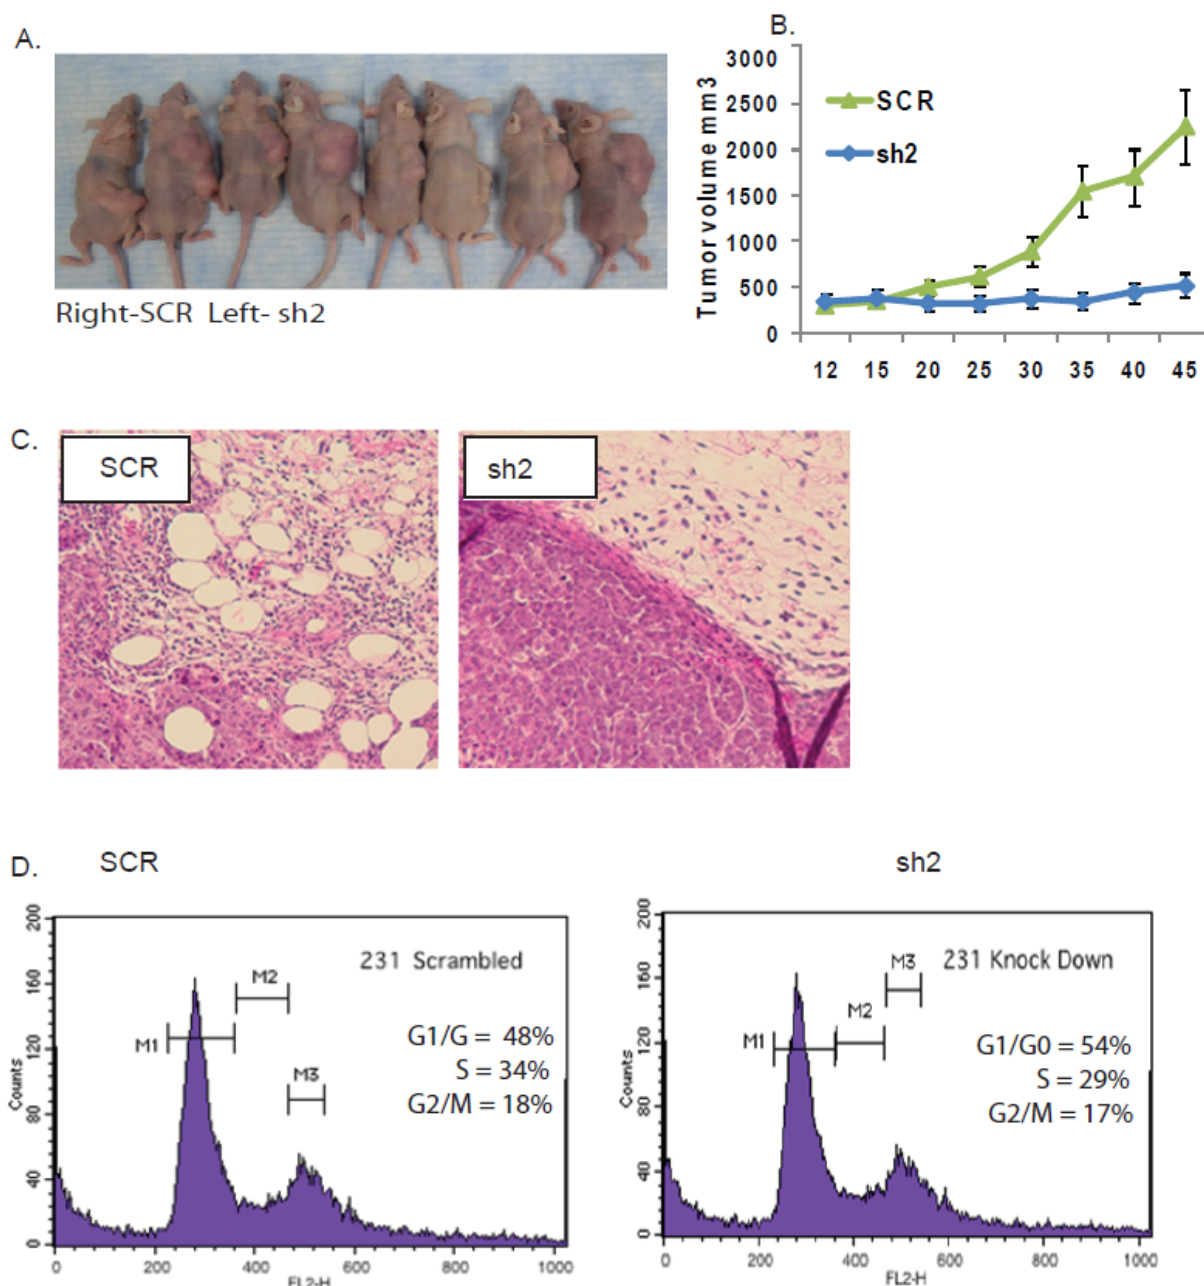 A.
Right-SCR Left- sh2
B.
Tumor volume mm3
3000
2500
2000
1500
1000
500
0
SCR
sh2
12 15 20 25 30 35 40 45
C.
SCR
sh2
D.
SCR
sh2
Counts
200
160
120
80
40
0
231 Scrambled
M1
M2
M3
G1/G = 48%
S = 34%
G2/M = 18%
0 200 400 600 800 1000
FL2-H
Counts
200
160
120
80
40
0
231 Knock Down
M1
M2
M3
G1/G0 = 54%
S = 29%
G2/M = 17%
0 200 400 600 800 1000
FL2-H